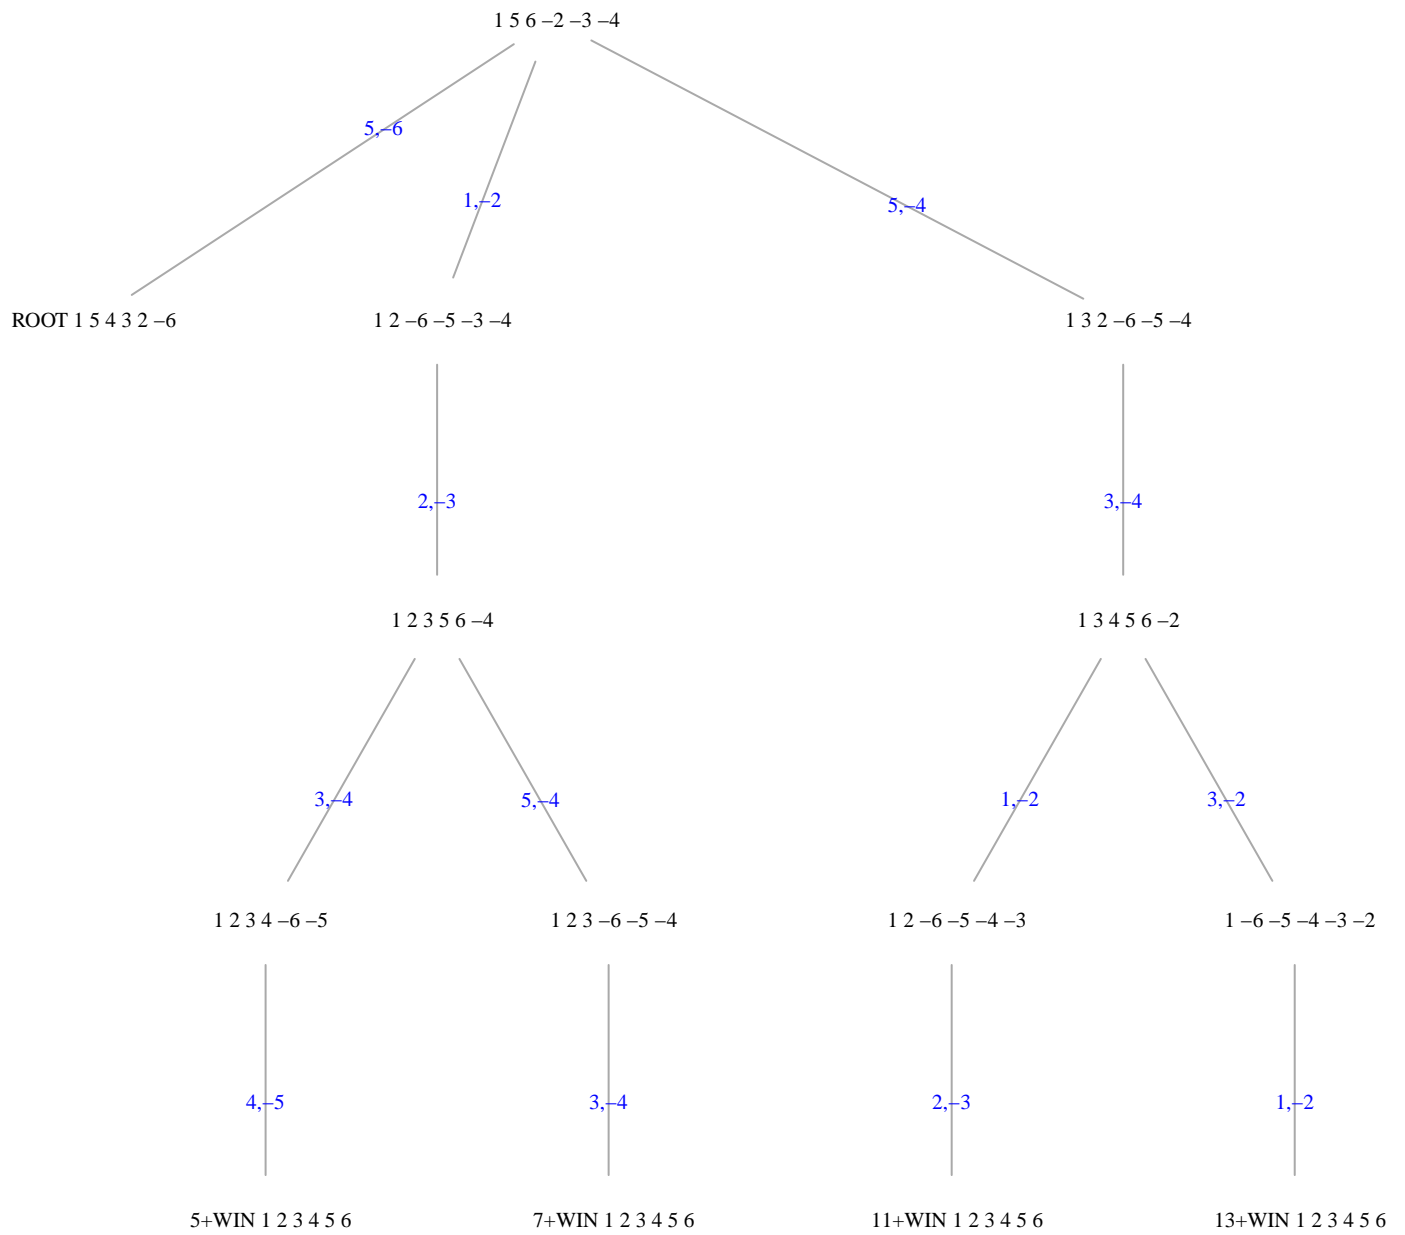 1 5 6 –2 –3 –4
5,–6
1,–2
5,–4
ROOT 1 5 4 3 2 –6
1 2 –6 –5 –3 –4
1 3 2 –6 –5 –4
2,–3
3,–4
1 2 3 5 6 –4
1 3 4 5 6 –2
3,–4
5,–4
1,–2
3,–2
1 2 3 4 –6 –5
1 2 3 –6 –5 –4
1 2 –6 –5 –4 –3
1 –6 –5 –4 –3 –2
4,–5
3,–4
2,–3
1,–2
5+WIN 1 2 3 4 5 6
7+WIN 1 2 3 4 5 6
11+WIN 1 2 3 4 5 6
13+WIN 1 2 3 4 5 6